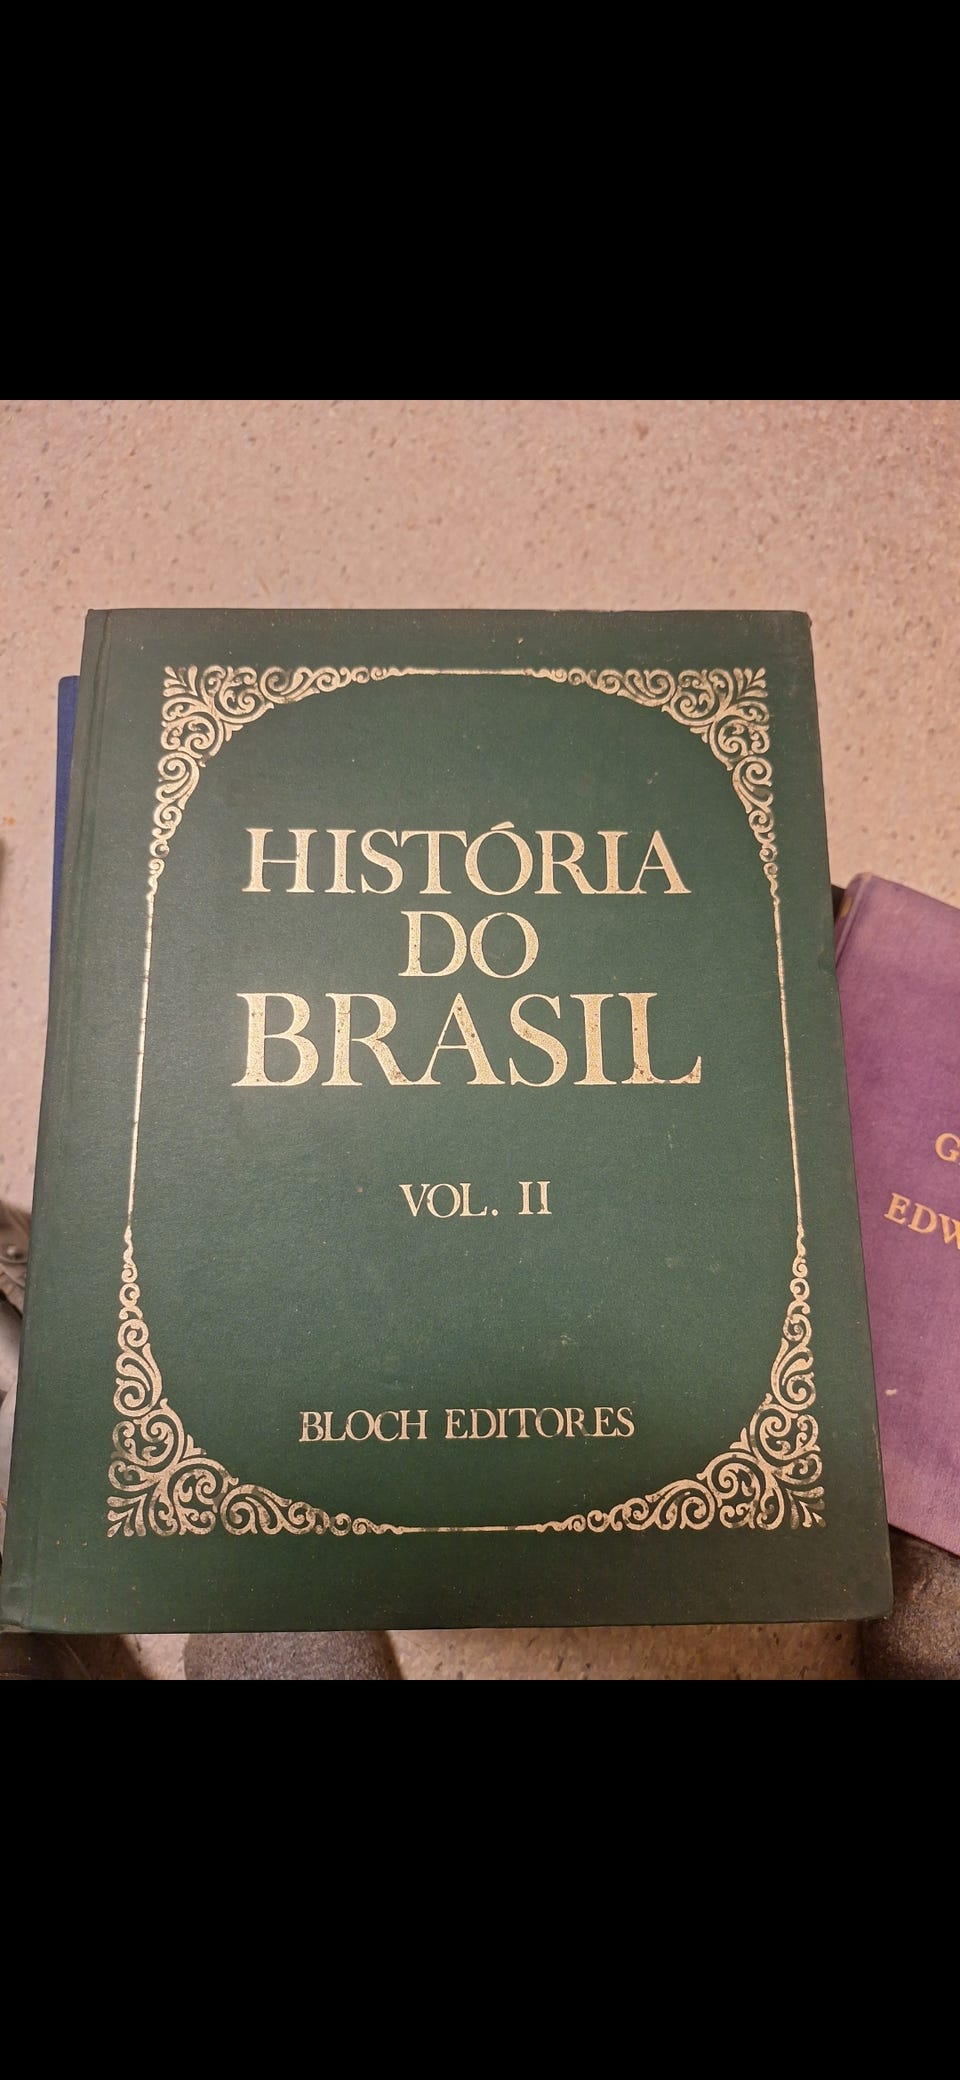 HISTÓRIA
DO
BRASIL
VOL. II
BLOCH EDITORES